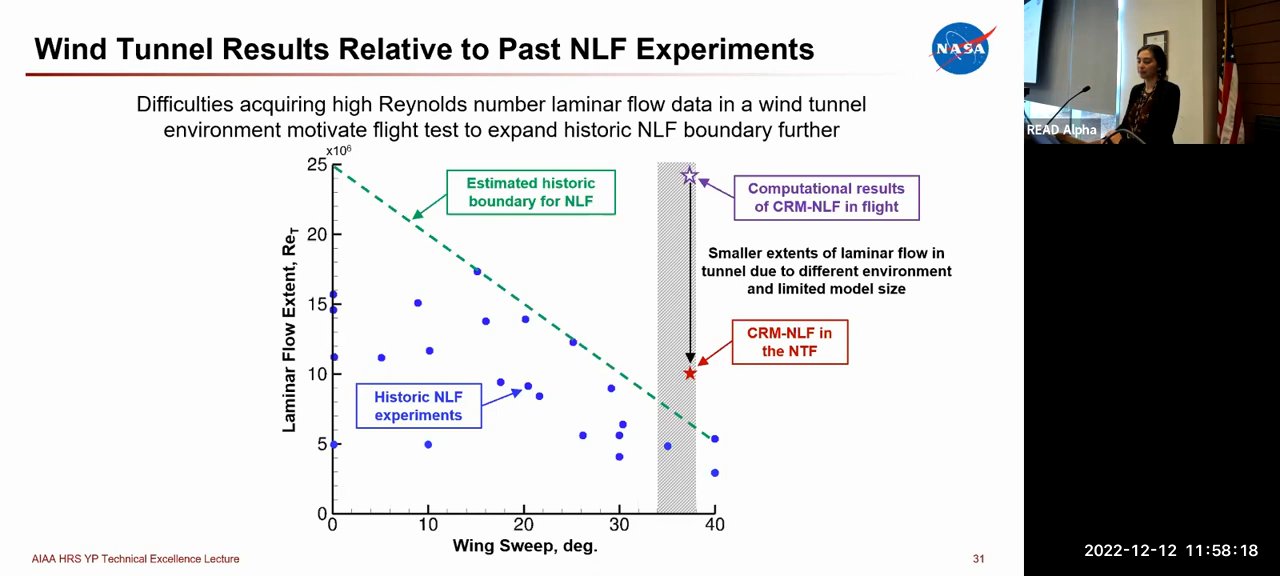 Wind Tunnel Results Relative to Past NLF Experiments
NASA
Difficulties acquiring high Reynolds number laminar flow data in a wind tunnel
environment motivate flight test to expand historic NLF boundary further
x10⁶
25
20
15
10
5
0
Laminar Flow Extent, Reᴛ
Estimated historic
boundary for NLF
Computational results
of CRM-NLF in flight
Smaller extents of laminar flow in
tunnel due to different environment
and limited model size
CRM-NLF in
the NTF
Historic NLF
experiments
0 10 20 30 40
Wing Sweep, deg.
AIAA HRS YP Technical Excellence Lecture
31
READ Alpha
2022-12-12 11:58:18